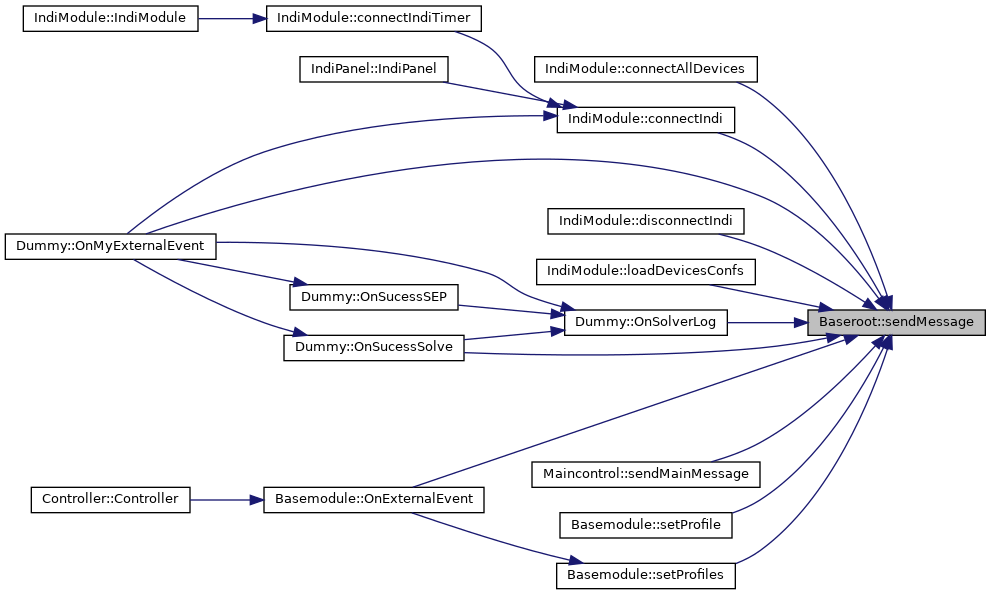 IndiModule::IndiModule
IndiModule::connectIndiTimer
IndiPanel::IndiPanel
IndiModule::connectAllDevices
IndiModule::connectIndi
IndiModule::disconnectIndi
Dummy::OnMyExternalEvent
IndiModule::loadDevicesConfs
Dummy::OnSucessSEP
Dummy::OnSolverLog
Baseroot::sendMessage
Dummy::OnSucessSolve
Maincontrol::sendMainMessage
Controller::Controller
Basemodule::OnExternalEvent
Basemodule::setProfile
Basemodule::setProfiles